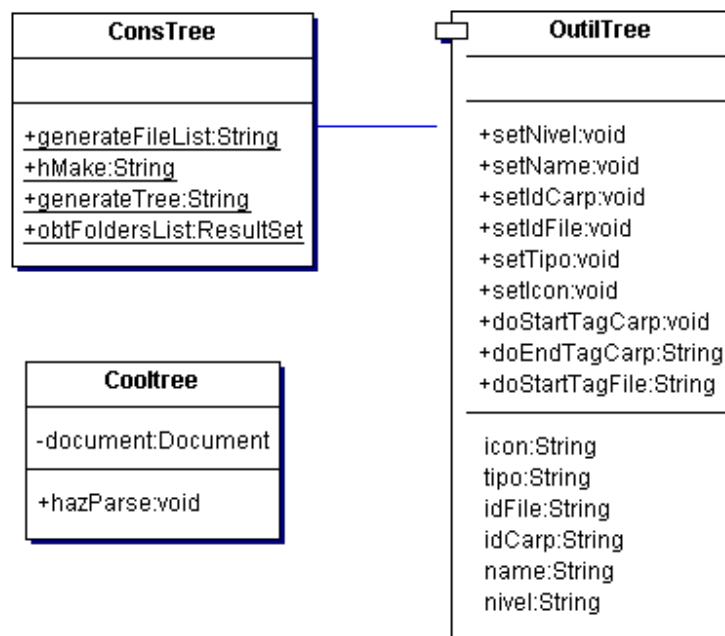 ConsTree
+generateFileList:String
+hMake:String
+generateTree:String
+obtFoldersList:ResultSet
OutilTree
+setNivel:void
+setName:void
+setIdCarp:void
+setIdFile:void
+setTipo:void
+setIcon:void
+doStartTagCarp:void
+doEndTagCarp:String
+doStartTagFile:String
icon:String
tipo:String
idFile:String
idCarp:String
name:String
nivel:String
Cooltree
-document:Document
+hazParse:void